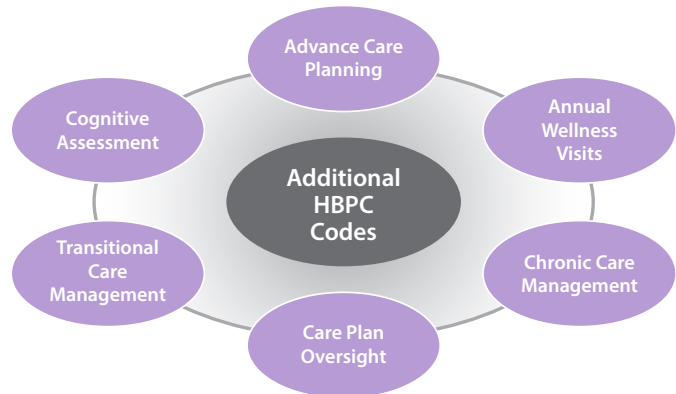 Advance Care
Planning
Cognitive
Assessment
Annual
Wellness
Visits
Additional
HBPC
Codes
Transitional
Care
Management
Chronic Care
Management
Care Plan
Oversight